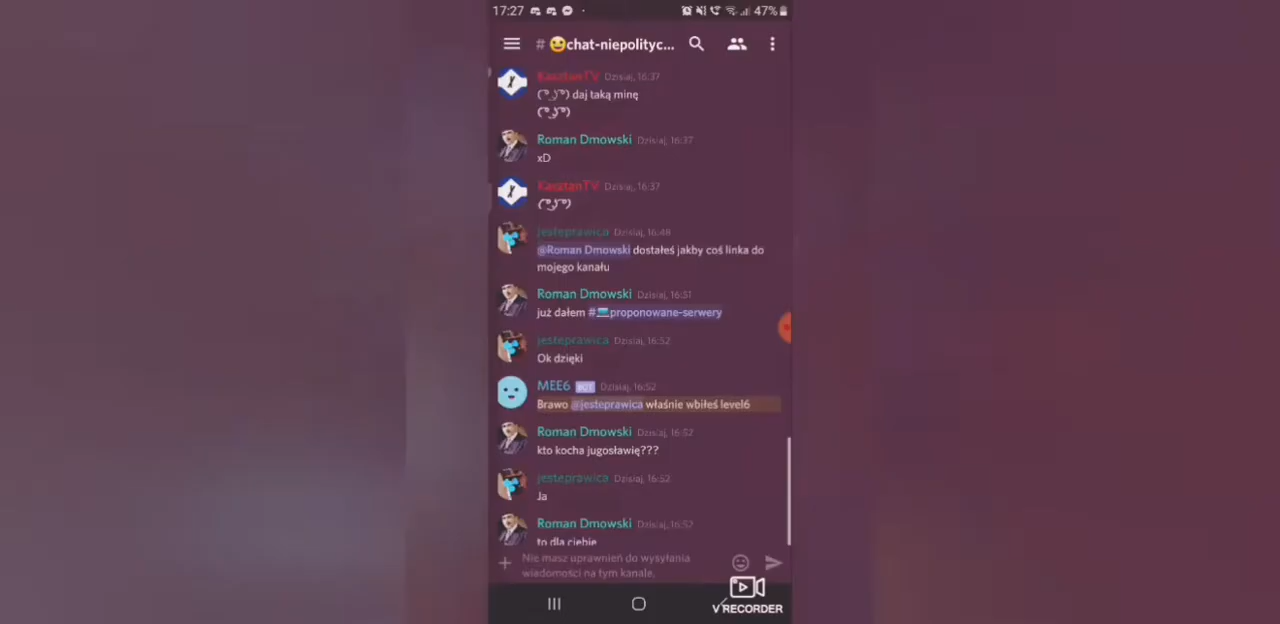 17:27 47%
# chat-niepolityc...
KasztanTV Dzisiaj, 16:37
( ͡° ͜ʖ ͡°) daj taką minę
( ͡° ͜ʖ ͡°)
Roman Dmowski Dzisiaj, 16:37
xD
KasztanTV Dzisiaj, 16:37
( ͡° ͜ʖ ͡°)
jesteprawica Dzisiaj, 16:48
@Roman Dmowski dostałeś jakby coś linka do
mojego kanału
Roman Dmowski Dzisiaj, 16:51
już dałem #proponowane-serwery
jesteprawica Dzisiaj, 16:52
Ok dzięki
MEE6 BOT Dzisiaj, 16:52
Brawo @jesteprawica właśnie wbiłeś level6
Roman Dmowski Dzisiaj, 16:52
kto kocha jugosławię???
jesteprawica Dzisiaj, 16:52
Ja
Roman Dmowski Dzisiaj, 16:52
to dla ciebie
Nie masz uprawnień do wysyłania
wiadomości na tym kanale.
V RECORDER